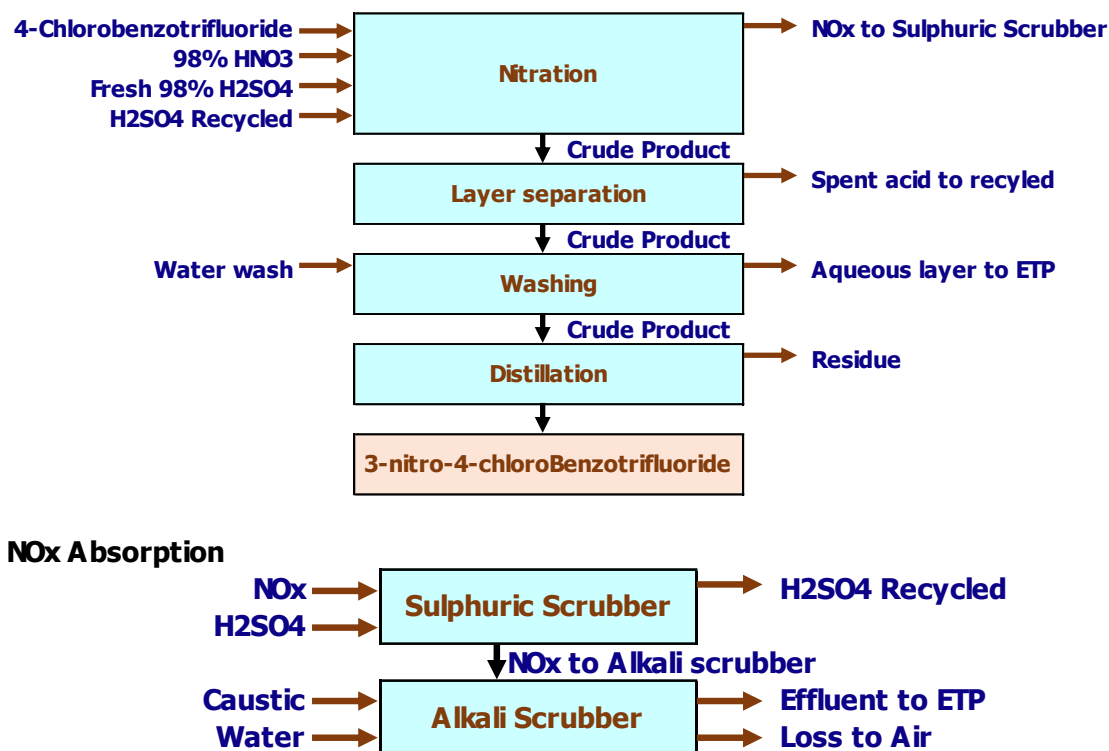 4-Chlorobenzotrifluoride
NOx to Sulphuric Scrubber
98% HNO3
Nitration
Fresh 98% H2SO4
H2SO4 Recycled
Crude Product
Layer separation
Spent acid to recyled
Crude Product
Water wash
Washing
Aqueous layer to ETP
Crude Product
Distillation
Residue
3-nitro-4-chloroBenzotrifluoride
NOx Absorption
NOx
Sulphuric Scrubber
H2SO4 Recycled
H2SO4
NOx to Alkali scrubber
Caustic
Alkali Scrubber
Effluent to ETP
Water
Loss to Air